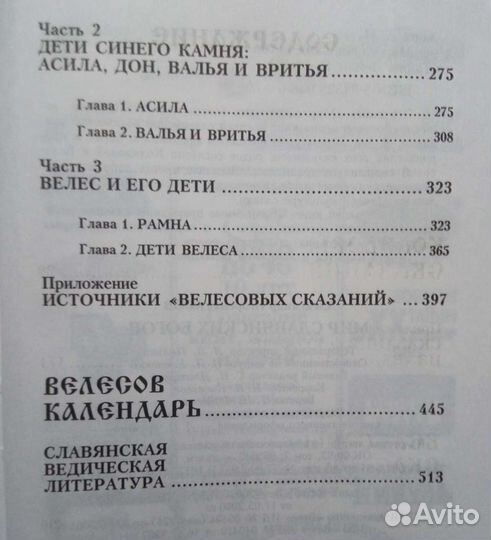 Часть 2
ДЕТИ СИНЕГО КАМНЯ:
АСИЛА, ДОН, ВАЛЬЯ И ВРИТЬЯ 275
Глава 1. АСИЛА 275
Глава 2. ВАЛЬЯ И ВРИТЬЯ 308
Часть 3
ВЕЛЕС И ЕГО ДЕТИ 323
Глава 1. РАМНА 323
Глава 2. ДЕТИ ВЕЛЕСА 365
Приложение
ИСТОЧНИКИ «ВЕЛЕСОВЫХ СКАЗАНИЙ» 397
ВЕЛЕСОВ
КАЛЕНДАРЬ 445
СЛАВЯНСКАЯ
ВЕДИЧЕСКАЯ
ЛИТЕРАТУРА 513
Avito